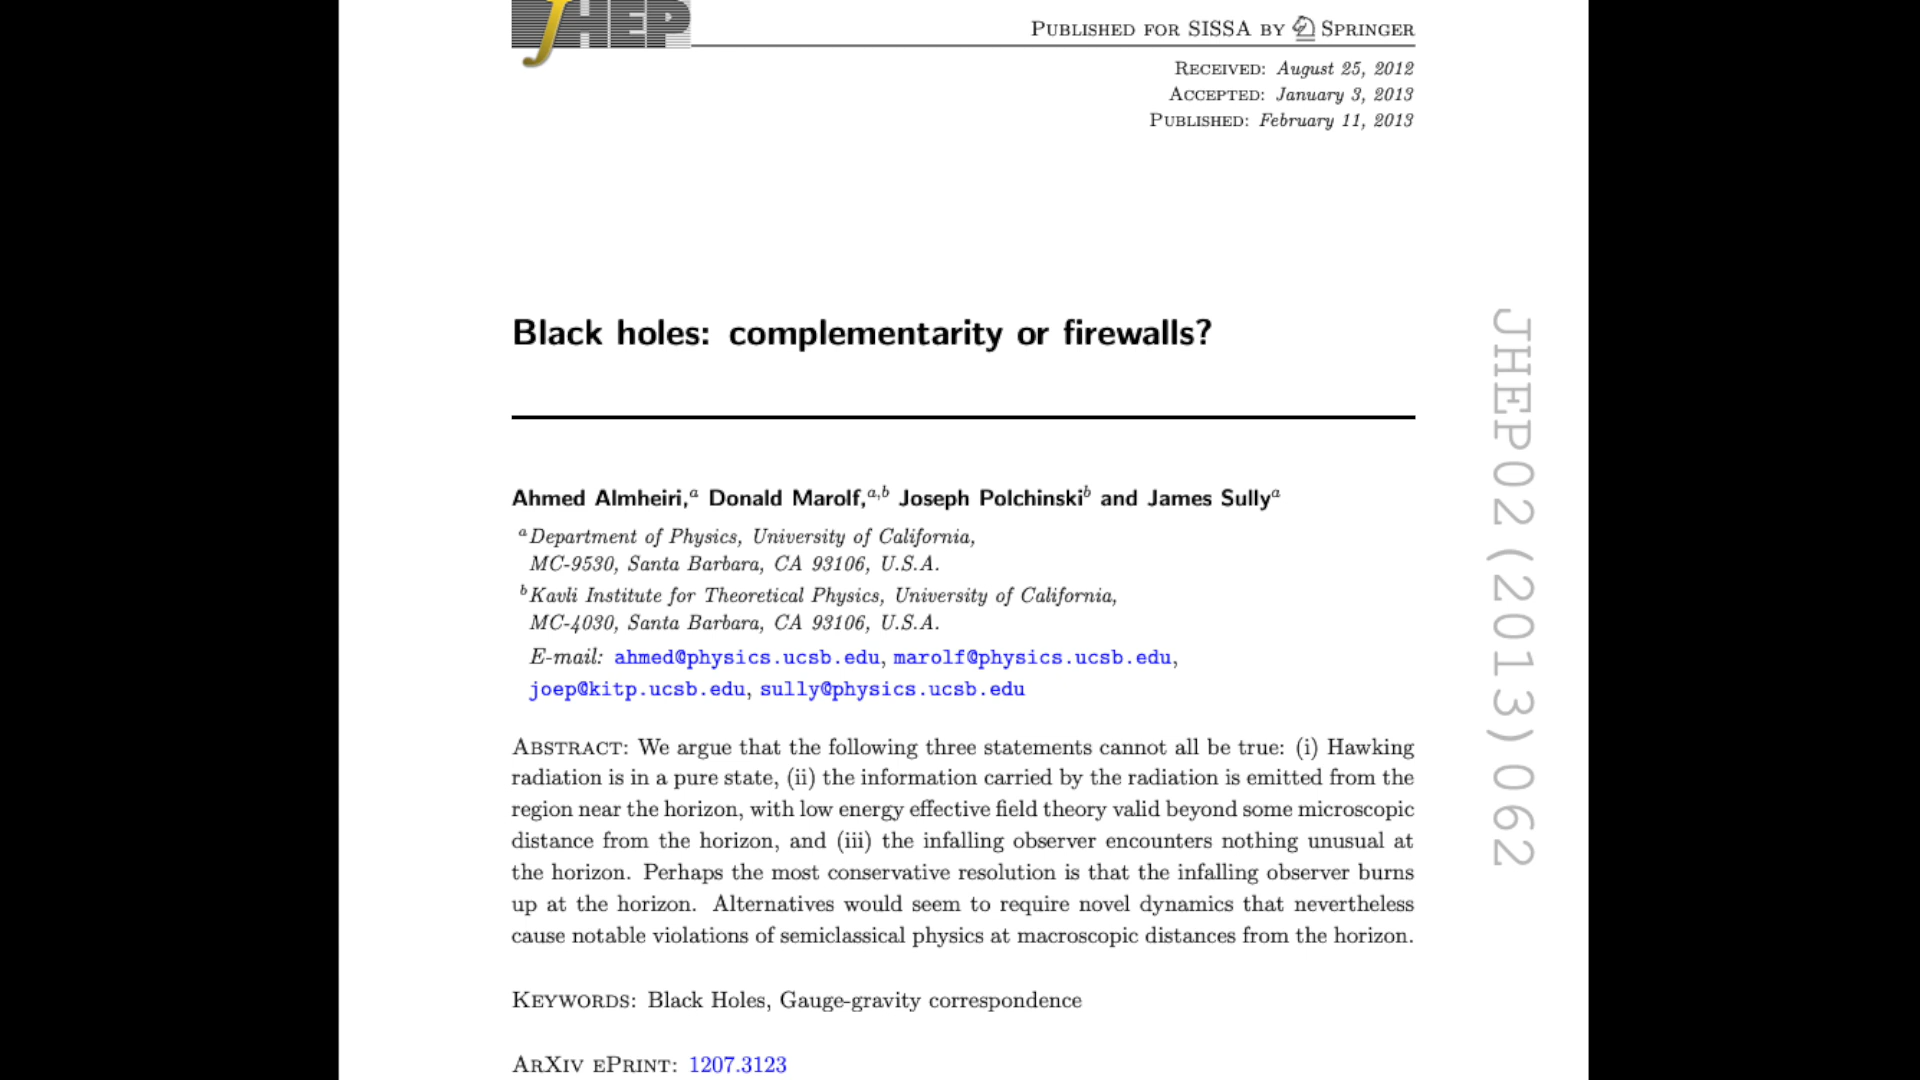 JHEP
PUBLISHED FOR SISSA BY Springer
RECEIVED: August 25, 2012
ACCEPTED: January 3, 2013
PUBLISHED: February 11, 2013
Black holes: complementarity or firewalls?
Ahmed Almheiri,a Donald Marolf,a,b Joseph Polchinskib and James Sullya
aDepartment of Physics, University of California,
MC-9530, Santa Barbara, CA 93106, U.S.A.
bKavli Institute for Theoretical Physics, University of California,
MC-4030, Santa Barbara, CA 93106, U.S.A.
E-mail: ahmed@physics.ucsb.edu, marolf@physics.ucsb.edu,
joep@kitp.ucsb.edu, sully@physics.ucsb.edu
ABSTRACT: We argue that the following three statements cannot all be true: (i) Hawking
radiation is in a pure state, (ii) the information carried by the radiation is emitted from the
region near the horizon, with low energy effective field theory valid beyond some microscopic
distance from the horizon, and (iii) the infalling observer encounters nothing unusual at
the horizon. Perhaps the most conservative resolution is that the infalling observer burns
up at the horizon. Alternatives would seem to require novel dynamics that nevertheless
cause notable violations of semiclassical physics at macroscopic distances from the horizon.
KEYWORDS: Black Holes, Gauge-gravity correspondence
ARXIV EPRINT: 1207.3123
JHEP02(2013)062